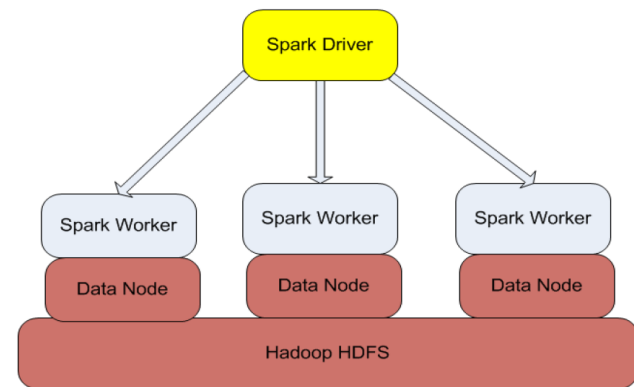 Spark Driver
Spark Worker
Spark Worker
Spark Worker
Data Node
Data Node
Data Node
Hadoop HDFS